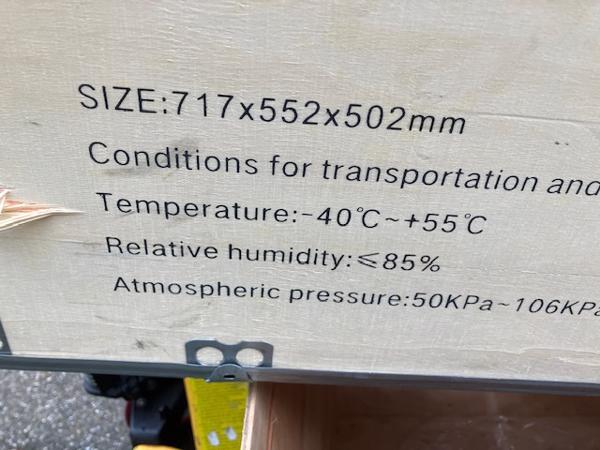 SIZE:717x552x502mm
Conditions for transportation and
Temperature:-40℃~+55℃
Relative humidity:≤85%
Atmospheric pressure:50KPa~106KPa